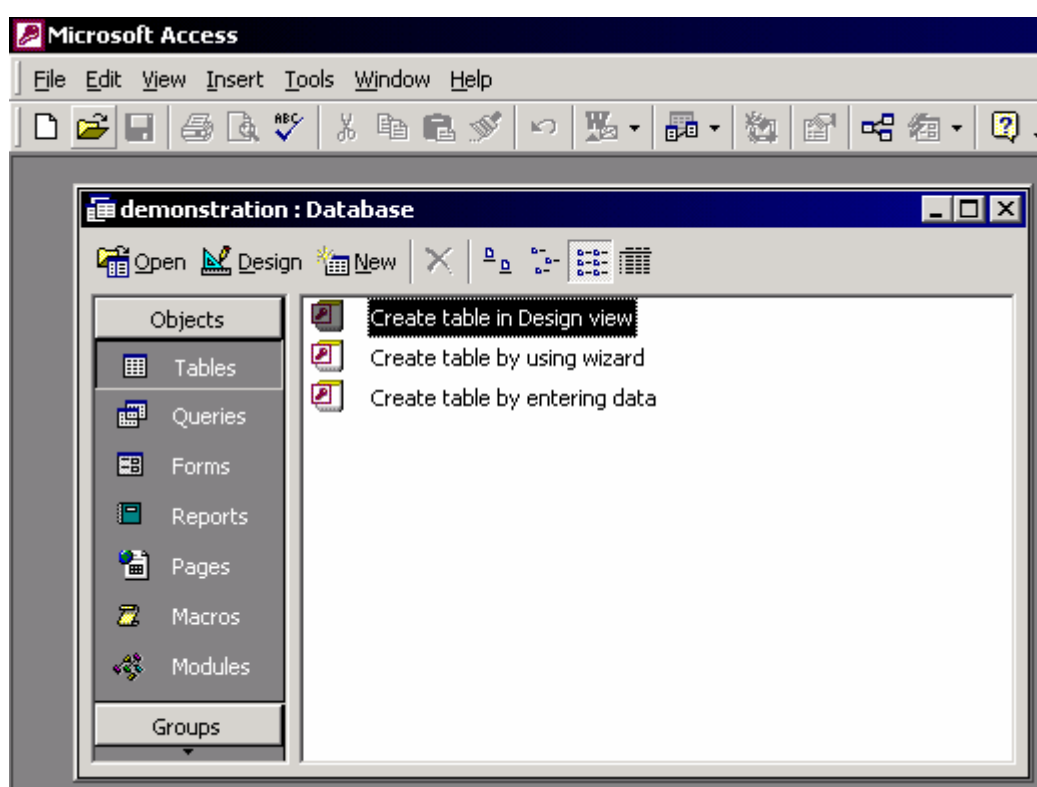 Microsoft Access
File Edit View Insert Tools Window Help
ABC
demonstration : Database
Open Design New
Objects
Tables
Queries
Forms
Reports
Pages
Macros
Modules
Groups
Create table in Design view
Create table by using wizard
Create table by entering data